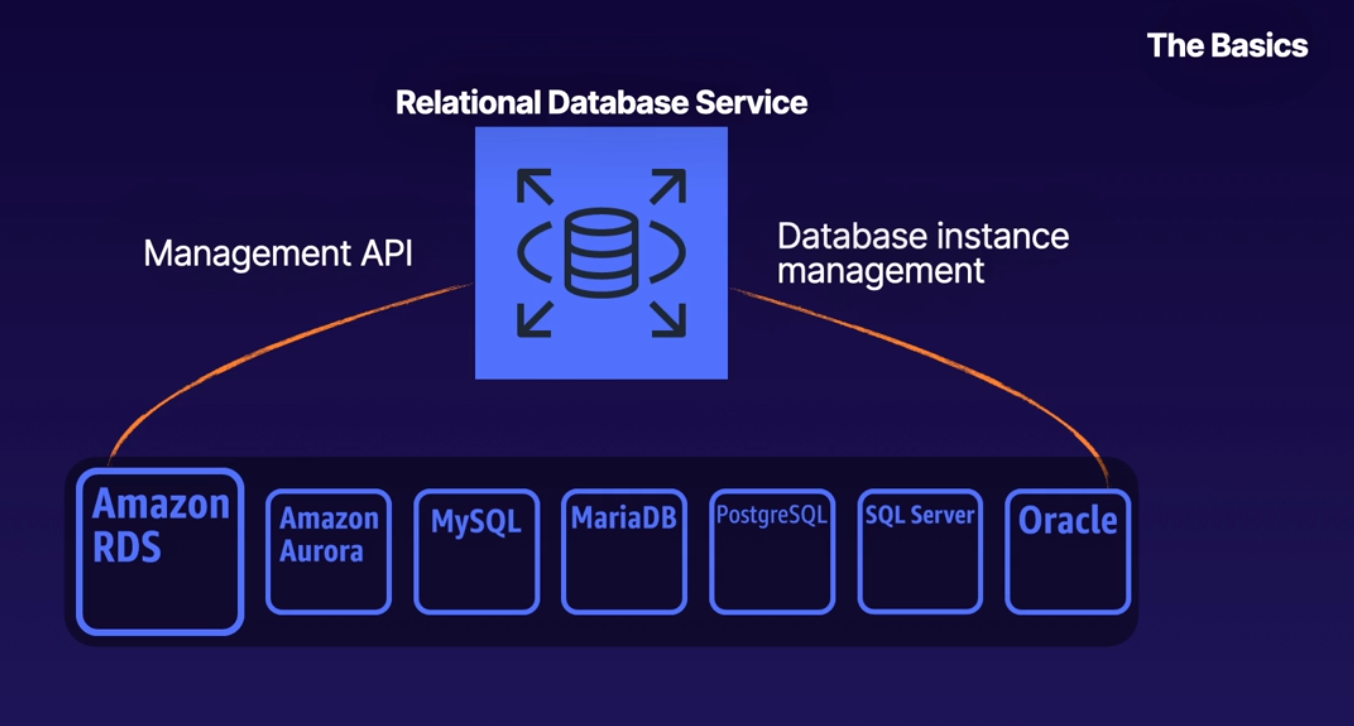 The Basics
Relational Database Service
Management API
Database instance
management
Amazon
RDS
Amazon
Aurora
MySQL
MariaDB
PostgreSQL
SQL Server
Oracle